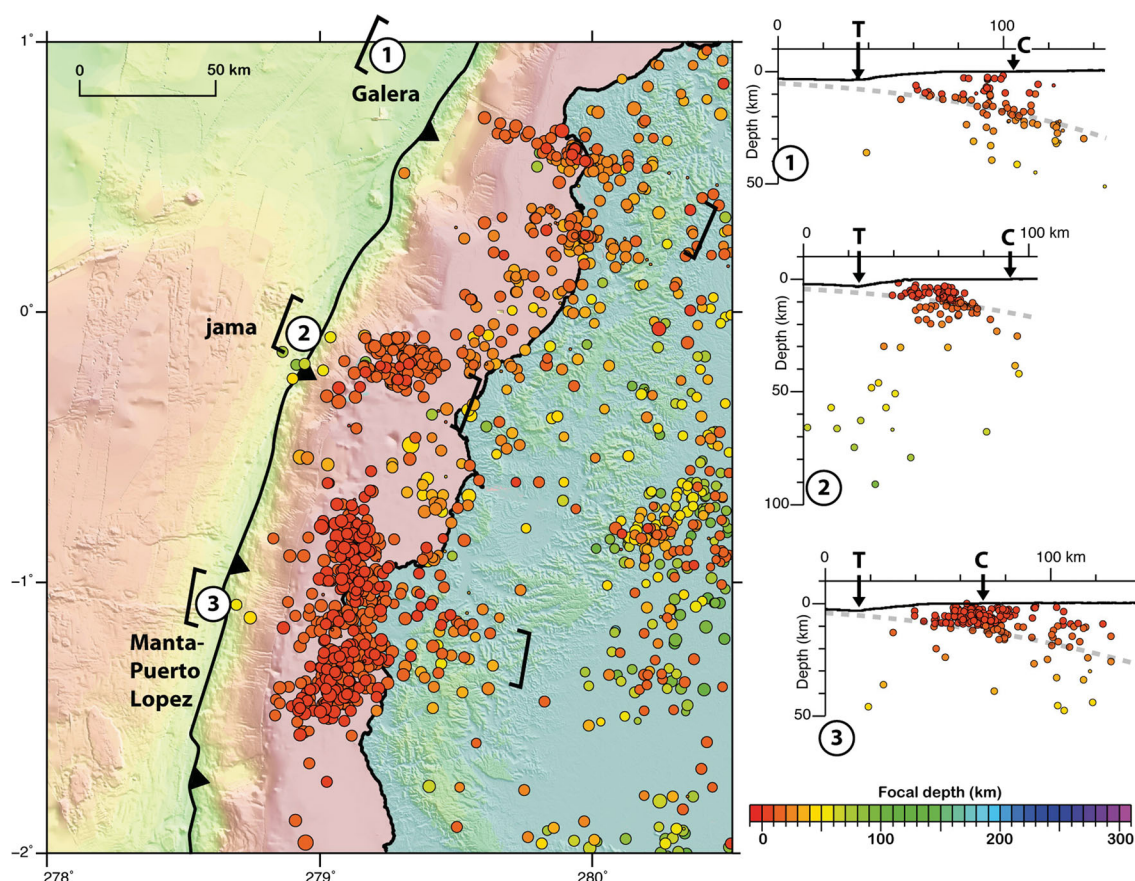 1˚
0˚
-1˚
-2˚
278˚
279˚
280˚
0
50 km
1
Galera
jama
2
3
Manta-
Puerto
Lopez
0
100
T
C
0
50
Depth (km)
1
0
100 km
T
C
0
50
100
Depth (km)
2
0
100 km
T
C
0
50
Depth (km)
3
Focal depth (km)
0
100
200
300